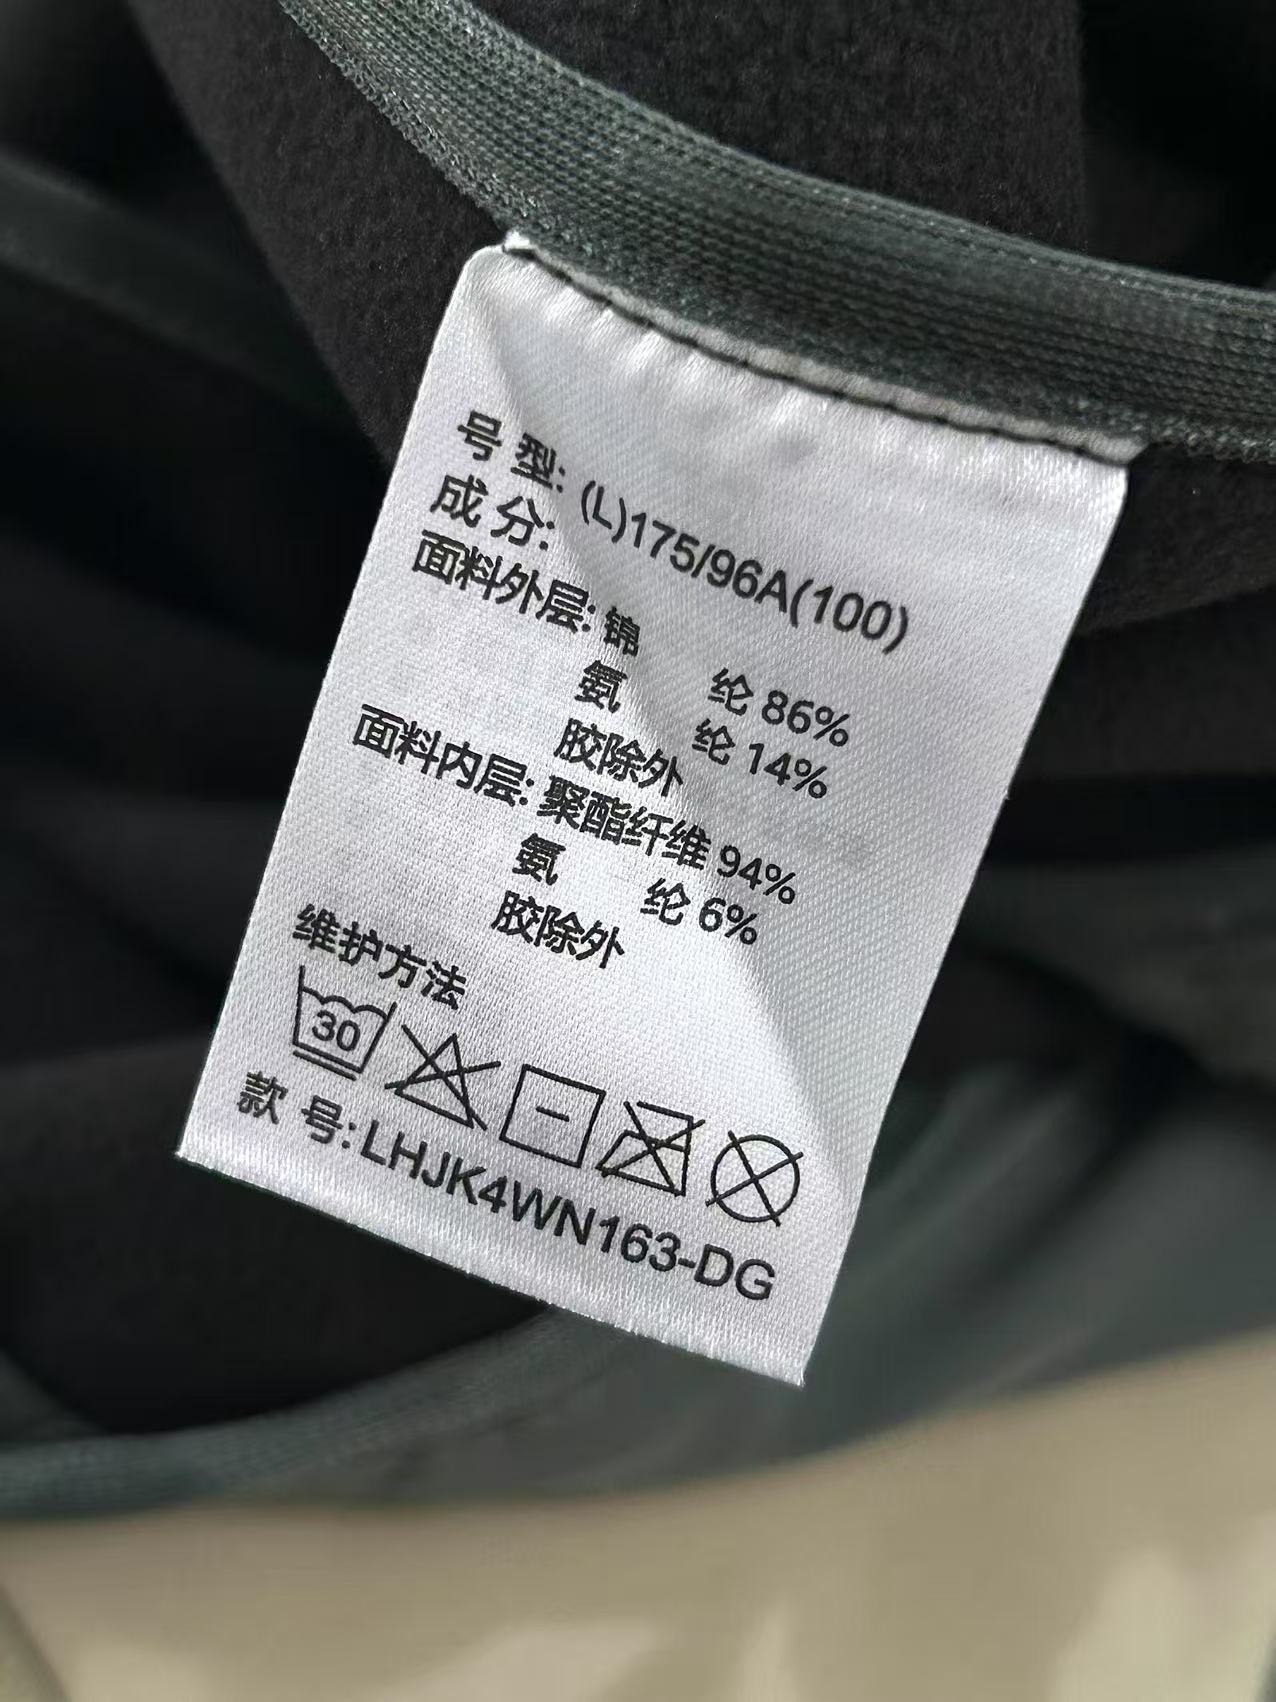 号 型: (L)175/96A(100)
成 分:
面料外层: 锦 纶 86%
氨 纶 14%
胶除外
面料内层: 聚酯纤维 94%
氨 纶 6%
胶除外
维护方法
30
款 号: LHJK4WN163-DG